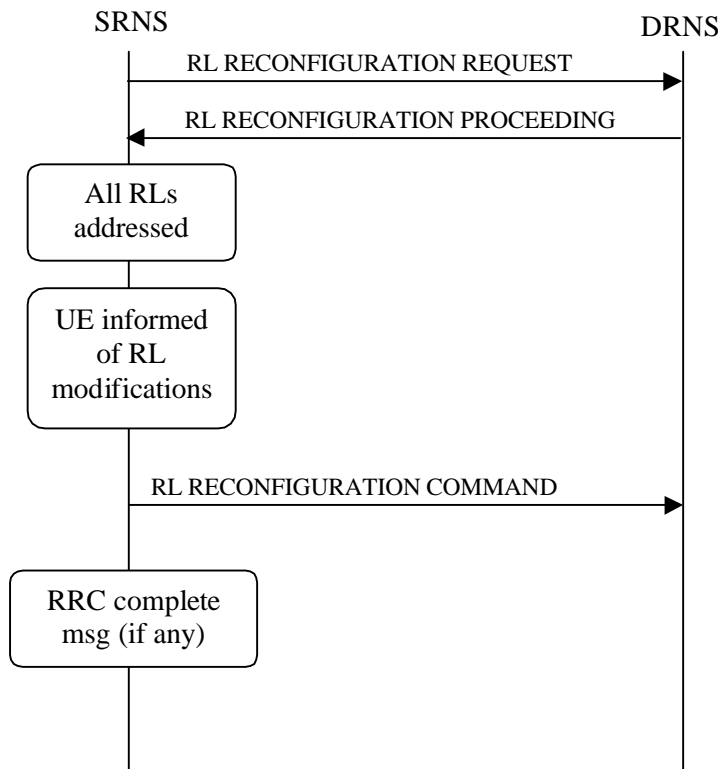 SRNS
DRNS
RL RECONFIGURATION REQUEST
RL RECONFIGURATION PROCEEDING
All RLs
addressed
UE informed
of RL
modifications
RL RECONFIGURATION COMMAND
RRC complete
msg (if any)